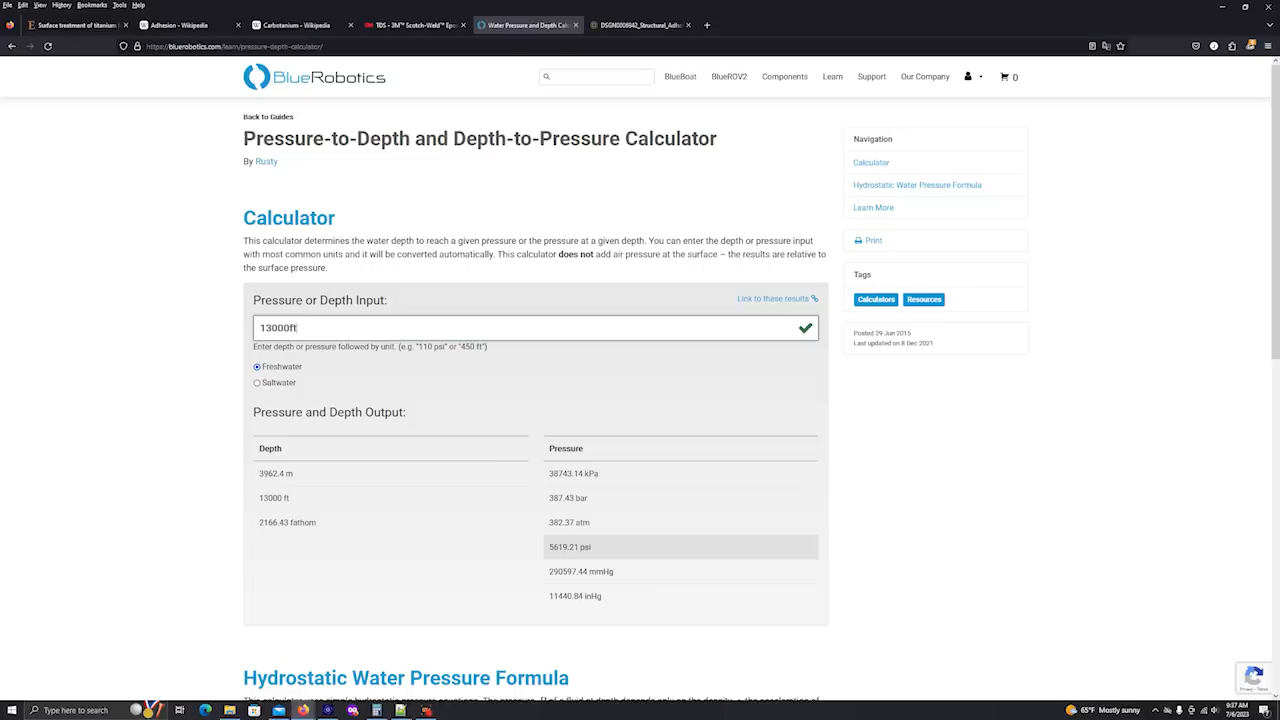 File Edit View History Bookmarks Tools Help
Surface treatment of titanium
Adhesion - Wikipedia
Carbotanium - Wikipedia
TDS - 3M™ Scotch-Weld™ Epo
Water Pressure and Depth Calc
DSGN0008942_Structural_Adhe
https://bluerobotics.com/learn/pressure-depth-calculator/
BlueRobotics
BlueBoat BlueROV2 Components Learn Support Our Company 0
Back to Guides
Pressure-to-Depth and Depth-to-Pressure Calculator
By Rusty
Calculator
This calculator determines the water depth to reach a given pressure or the pressure at a given depth. You can enter the depth or pressure input
with most common units and it will be converted automatically. This calculator does not add air pressure at the surface – the results are relative to
the surface pressure.
Pressure or Depth Input:
Link to these results
13000ft
Enter depth or pressure followed by unit. (e.g. "110 psi" or "450 ft")
Freshwater
Saltwater
Pressure and Depth Output:
Depth
3962.4 m
13000 ft
2166.43 fathom
Pressure
38743.14 kPa
387.43 bar
382.37 atm
5619.21 psi
290597.44 mmHg
11440.84 inHg
Hydrostatic Water Pressure Formula
Navigation
Calculator
Hydrostatic Water Pressure Formula
Learn More
Print
Tags
Calculators Resources
Posted 29 Jun 2015
Last updated on 8 Dec 2021
Privacy - Terms
Type here to search
65°F Mostly sunny
9:37 AM
7/6/2023